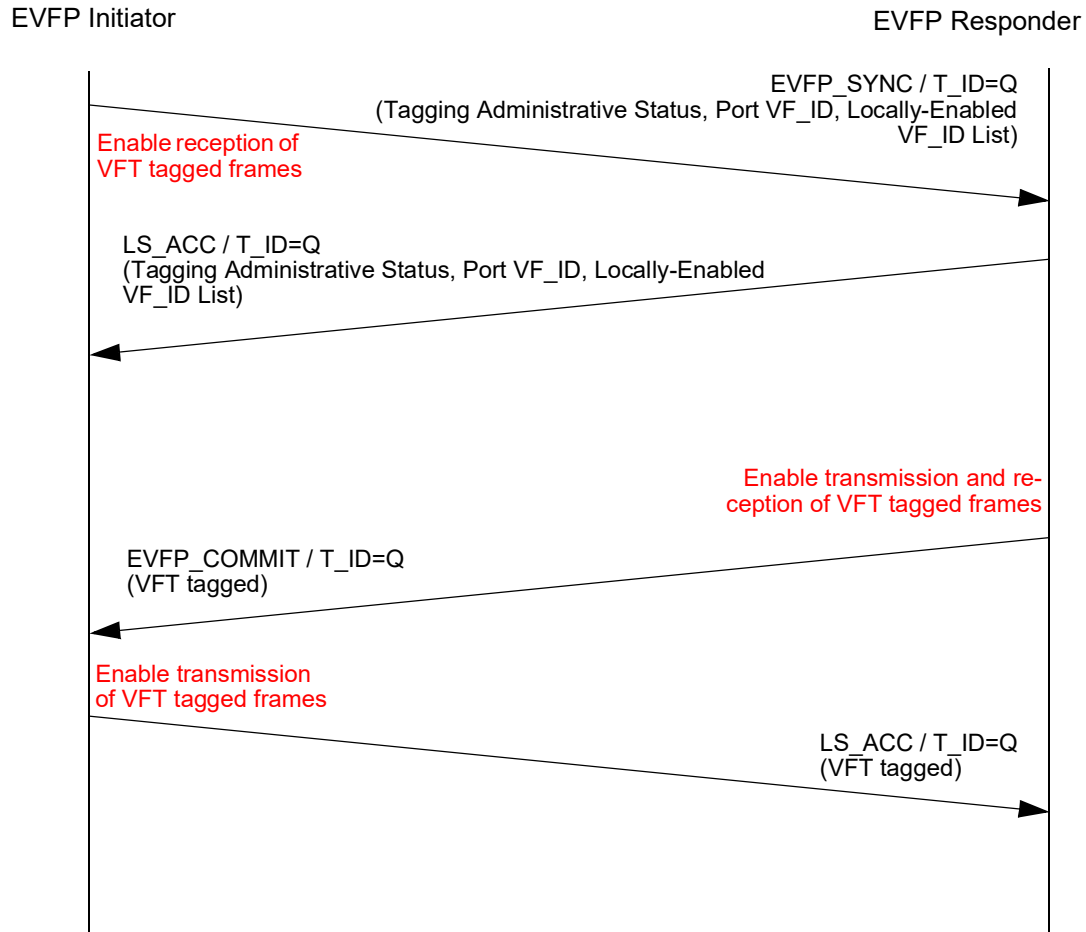 EVFP Initiator
EVFP Responder
EVFP_SYNC / T_ID=Q
(Tagging Administrative Status, Port VF_ID, Locally-Enabled
VF_ID List)
Enable reception of
VFT tagged frames
LS_ACC / T_ID=Q
(Tagging Administrative Status, Port VF_ID, Locally-Enabled
VF_ID List)
Enable transmission and re-
ception of VFT tagged frames
EVFP_COMMIT / T_ID=Q
(VFT tagged)
Enable transmission
of VFT tagged frames
LS_ACC / T_ID=Q
(VFT tagged)